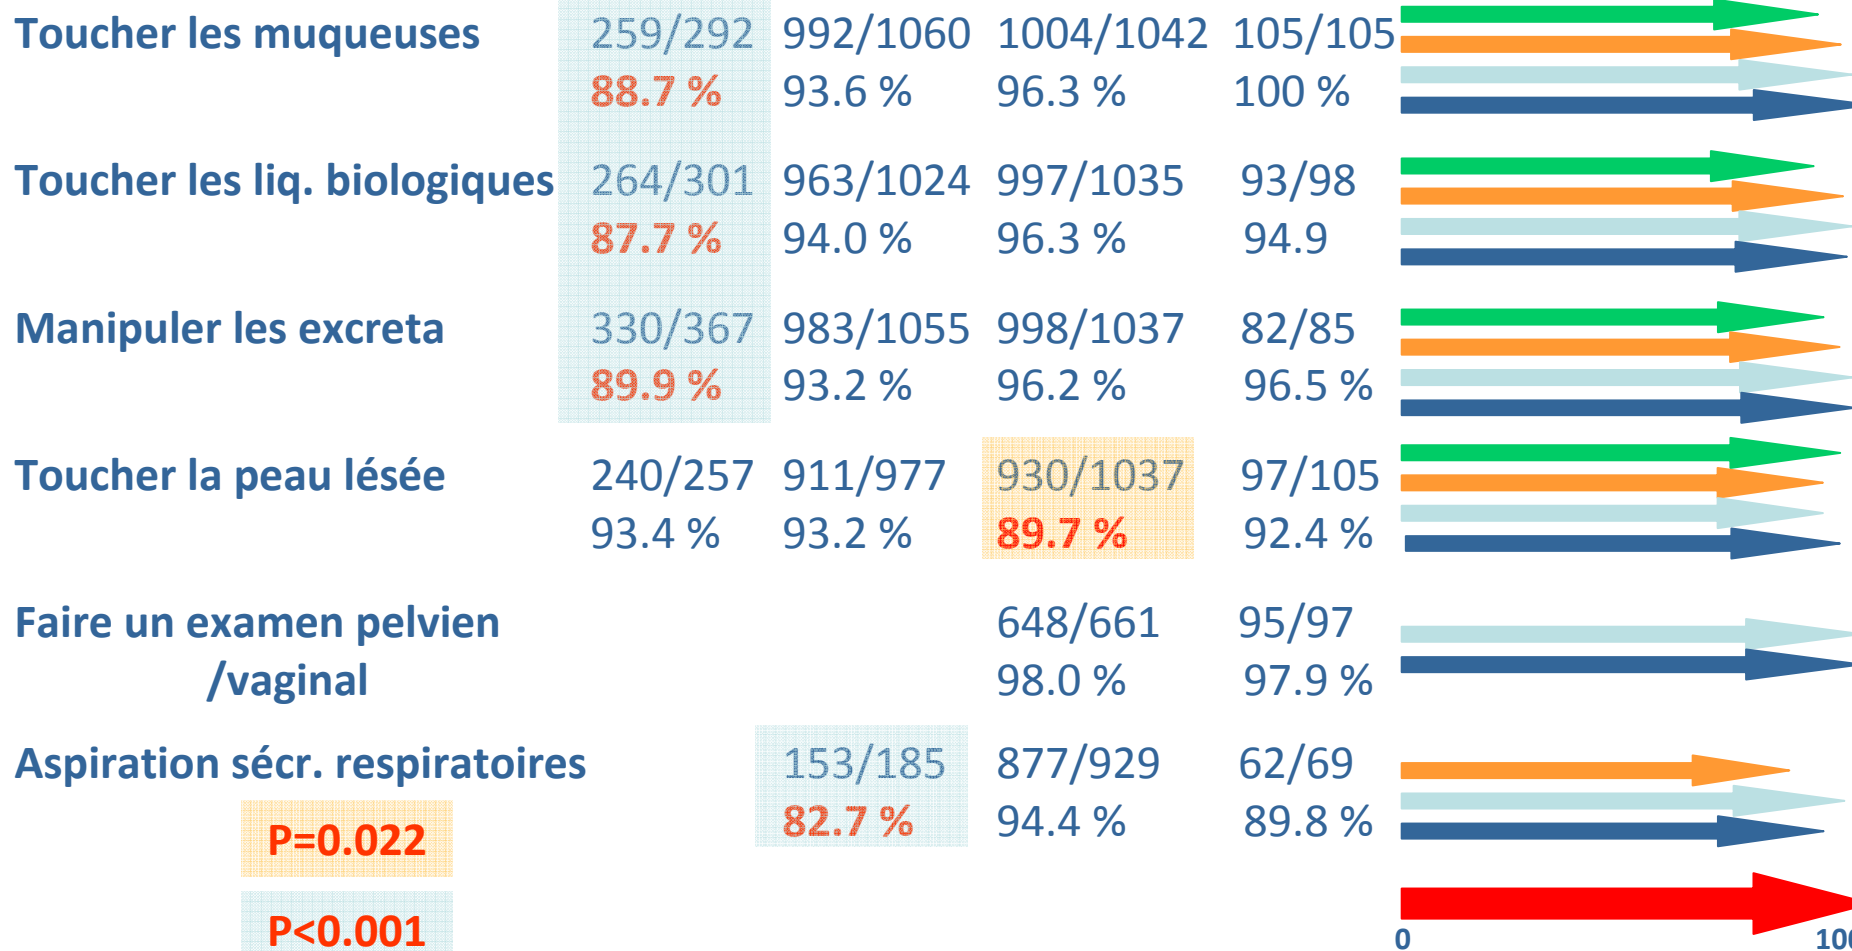 Toucher les muqueuses 259/292 992/1060 1004/1042 105/105
88.7 % 93.6 % 96.3 % 100 %
Toucher les liq. biologiques 264/301 963/1024 997/1035 93/98
87.7 % 94.0 % 96.3 % 94.9
Manipuler les excreta 330/367 983/1055 998/1037 82/85
89.9 % 93.2 % 96.2 % 96.5 %
Toucher la peau lésée 240/257 911/977 930/1037 97/105
93.4 % 93.2 % 89.7 % 92.4 %
Faire un examen pelvien 648/661 95/97
/vaginal 98.0 % 97.9 %
Aspiration sécr. respiratoires 153/185 877/929 62/69
82.7 % 94.4 % 89.8 %
P=0.022
P<0.001
0 100